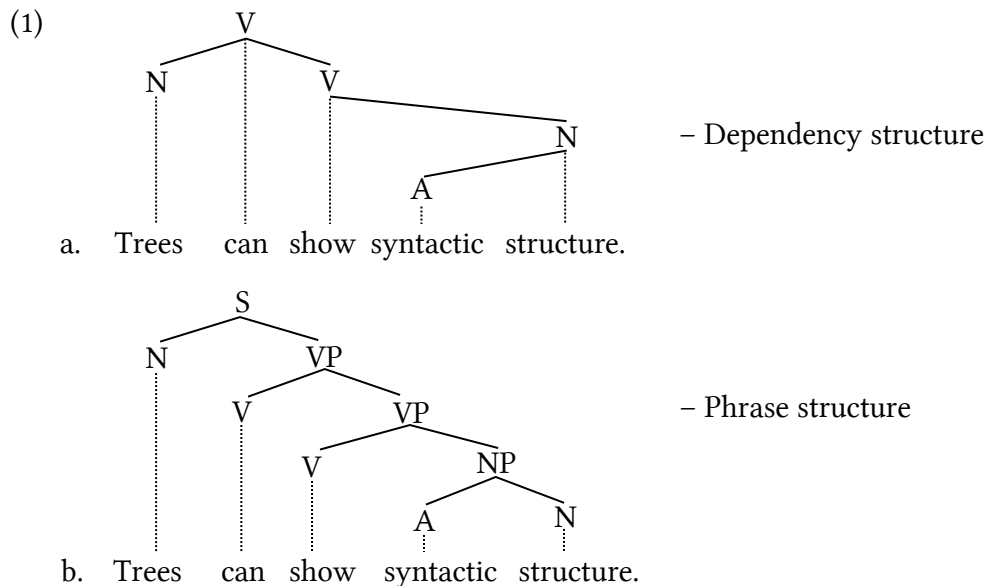 (1)
V
N V
N – Dependency structure
A
a. Trees can show syntactic structure.
S
N VP
V VP – Phrase structure
V NP
A N
b. Trees can show syntactic structure.